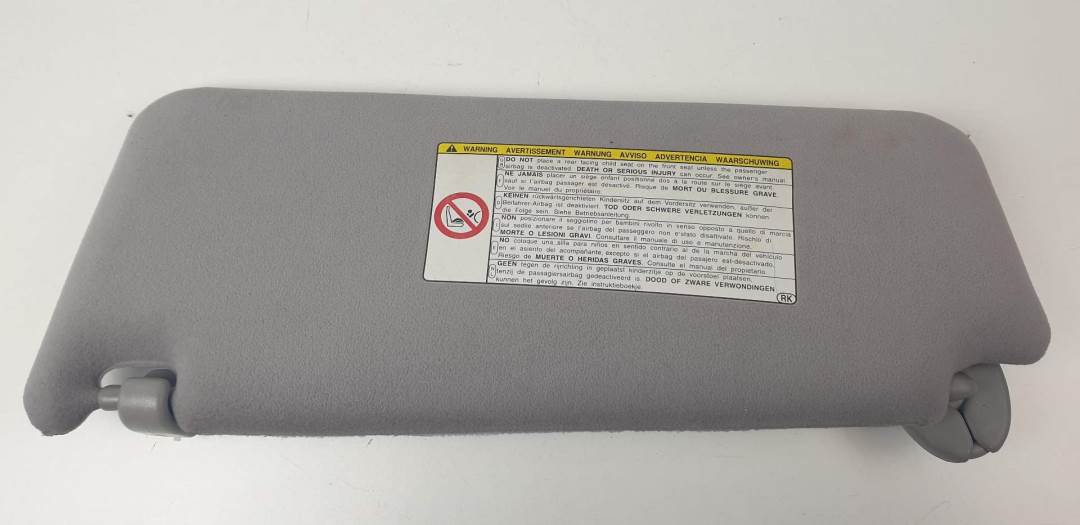 WARNING AVERTISSEMENT WARNUNG AVVISO ADVERTENCIA WAARSCHUWING
DO NOT place a rear facing child seat on the front seat unless the passenger
airbag is deactivated. DEATH OR SERIOUS INJURY can occur. See owner's manual.
NE JAMAIS placer un siège enfant positionné dos à la route sur le siège avant
sauf si l'airbag passager est désactivé. Risque de MORT OU BLESSURE GRAVE.
Voir le manuel du propriétaire.
KEINEN rückwärtsgerichteten Kindersitz auf dem Vordersitz verwenden, außer der
Beifahrer-Airbag ist deaktiviert. TOD ODER SCHWERE VERLETZUNGEN können
die Folge sein. Siehe Betriebsanleitung.
NON posizionare il seggiolino per bambini rivolto in senso opposto a quello di marcia
sul sedile anteriore se l'airbag del passaggero non e'stato disattivato. Rischio di
MORTE O LESIONI GRAVI. Consultare il manuale di uso e manutenzione.
NO coloque una silla para niños en sentido contrario al de la marcha del vehículo
en el asiento del acompañante, excepto si el airbag del pasajero est-desactivado.
Riesgo de MUERTE O HERIDAS GRAVES. Consulte el manual del propietario.
GEEN tegen de rijrichting in geplaatst kinderzitje op de voorstoel plaatsen,
tenzij de passagiersairbag gedeactiveerd is. DOOD OF ZWARE VERWONDINGEN
kunnen het gevolg zijn. Zie instruktieboekje.
RK